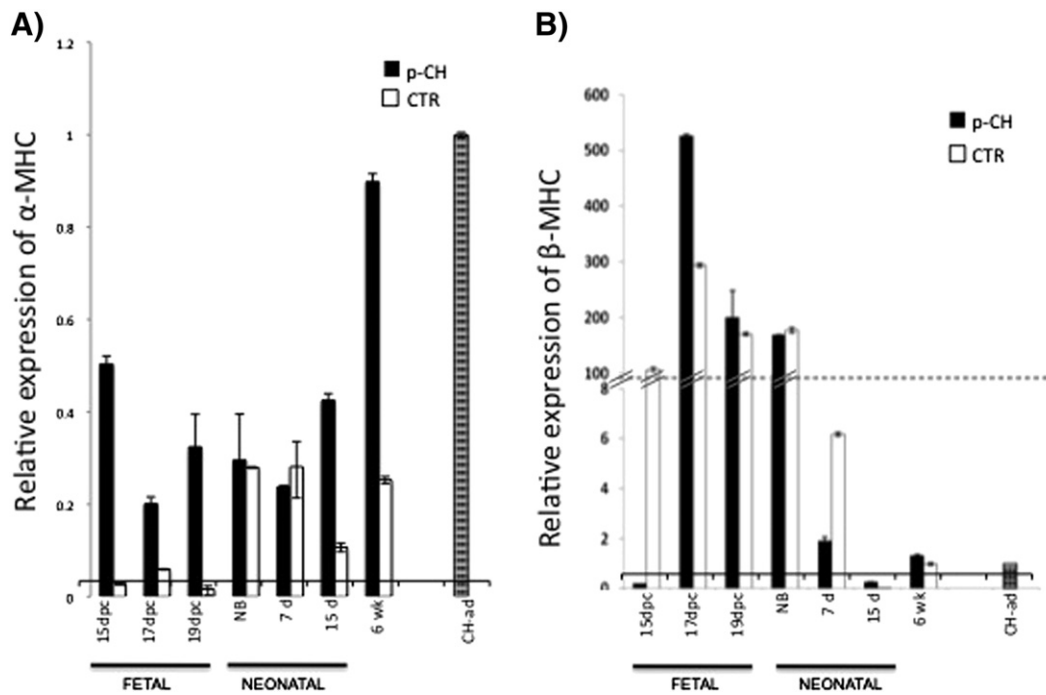 A)
Relative expression of α-MHC
1.2
1
0.8
0.6
0.4
0.2
0
p-CH
CTR
15dpc
17dpc
19dpc
NB
7 d
15 d
6 wk
CH-ad
FETAL
NEONATAL
B)
Relative expression of β-MHC
600
500
400
300
200
100
8
6
4
2
0
p-CH
CTR
15dpc
17dpc
19dpc
NB
7 d
15 d
6 wk
CH-ad
FETAL
NEONATAL